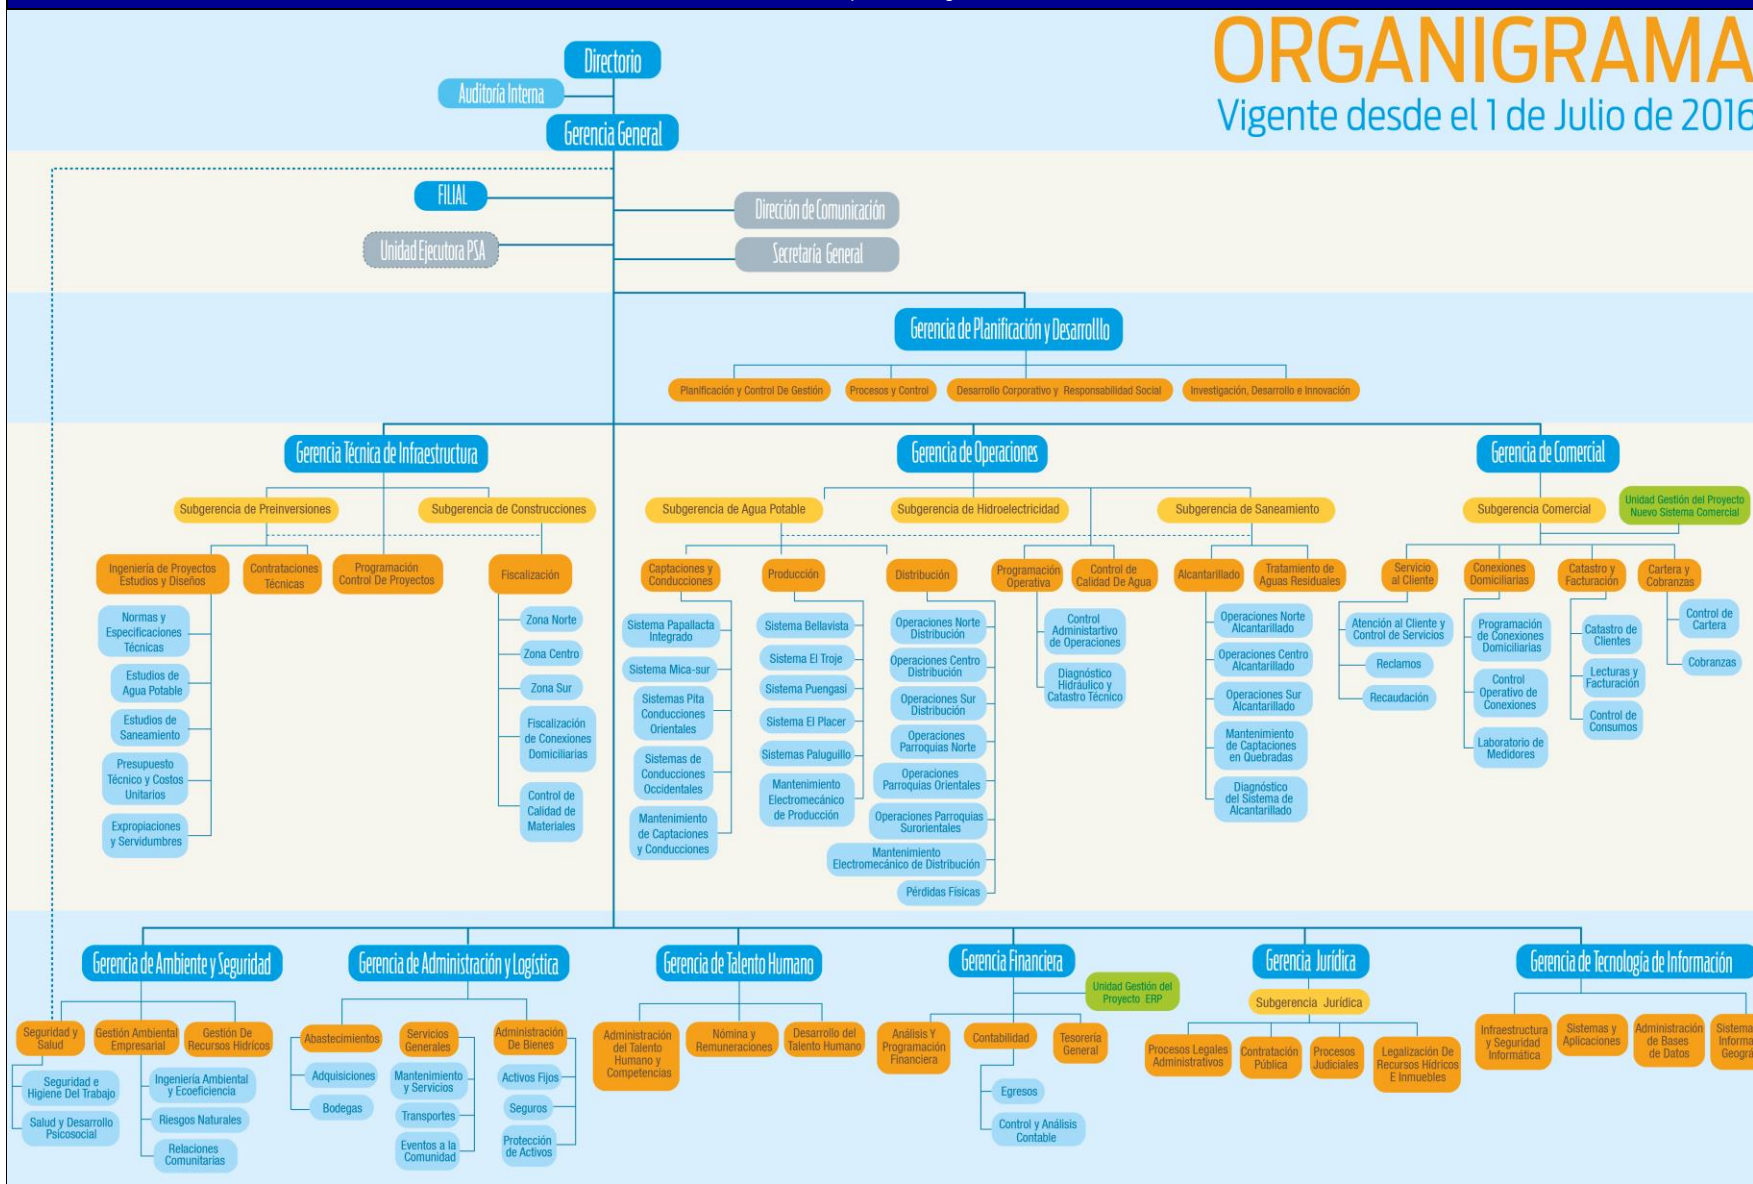 ORGANIGRAMA
Vigente desde el 1 de Julio de 2016
Directorio
Auditoría Interna
Gerencia General
FILIAL
Dirección de Comunicación
Unidad Ejecutora PSA
Secretaría General
Gerencia de Planificación y Desarrolllo
Planificación y Control De Gestión
Procesos y Control
Desarrollo Corporativo y Responsabilidad Social
Investigación, Desarrollo e Innovación
Gerencia Técnica de Infraestructura
Subgerencia de Preinversiones
Subgerencia de Construcciones
Ingeniería de Proyectos
Estudios y Diseños
Contrataciones
Técnicas
Programación
Control De Proyectos
Fiscalización
Normas y
Especificaciones
Técnicas
Estudios de
Agua Potable
Estudios de
Saneamiento
Presupuesto
Técnico y Costos
Unitarios
Expropiaciones
y Servidumbres
Zona Norte
Zona Centro
Zona Sur
Fiscalización
de Conexiones
Domiciliarias
Control de
Calidad de
Materiales
Gerencia de Operaciones
Subgerencia de Agua Potable
Subgerencia de Hidroelectricidad
Subgerencia de Saneamiento
Captaciones y
Conducciones
Producción
Distribución
Programación
Operativa
Control de
Calidad De Agua
Alcantarillado
Tratamiento de
Aguas Residuales
Sistema Papallacta
Integrado
Sistema Mica-sur
Sistemas Pita
Conducciones
Orientales
Sistemas de
Conducciones
Occidentales
Mantenimiento
de Captaciones
y Conducciones
Sistema Bellavista
Sistema El Troje
Sistema Puengasi
Sistema El Placer
Sistemas Paluguillo
Mantenimiento
Electromecánico
de Producción
Operaciones Norte
Distribución
Operaciones Centro
Distribución
Operaciones Sur
Distribución
Operaciones
Parroquias Norte
Operaciones
Parroquias Orientales
Operaciones Parroquias
Surorientales
Mantenimiento
Electromecánico de Distribución
Pérdidas Físicas
Control
Administartivo
de Operaciones
Diagnóstico
Hidráulico y
Catastro Técnico
Operaciones Norte
Alcantarillado
Operaciones Centro
Alcantarillado
Operaciones Sur
Alcantarillado
Mantenimiento
de Captaciones
en Quebradas
Diagnóstico
del Sistema de
Alcantarillado
Gerencia de Comercial
Subgerencia Comercial
Unidad Gestión del Proyecto
Nuevo Sistema Comercial
Servicio
al Cliente
Conexiones
Domiciliarias
Catastro y
Facturación
Cartera y
Cobranzas
Atención al Cliente y
Control de Servicios
Reclamos
Recaudación
Programación
de Conexiones
Domiciliarias
Control
Operativo de
Conexiones
Laboratorio de
Medidores
Catastro de
Clientes
Lecturas y
Facturación
Control de
Consumos
Control de
Cartera
Cobranzas
Gerencia de Ambiente y Seguridad
Seguridad y
Salud
Gestión Ambiental
Empresarial
Gestión De
Recursos Hídricos
Seguridad e
Higiene Del Trabajo
Salud y Desarrollo
Psicosocial
Ingeniería Ambiental
y Ecoeficiencia
Riesgos Naturales
Relaciones
Comunitarias
Gerencia de Administración y Logística
Abastecimientos
Servicios
Generales
Administración
De Bienes
Adquisiciones
Bodegas
Mantenimiento
y Servicios
Transportes
Eventos a la
Comunidad
Activos Fijos
Seguros
Protección
de Activos
Gerencia de Talento Humano
Administración
del Talento
Humano y
Competencias
Nómina y
Remuneraciones
Desarrollo del
Talento Humano
Gerencia Financiera
Unidad Gestión del
Proyecto ERP
Análisis Y
Programación
Financiera
Contabilidad
Tesorería
General
Egresos
Control y Análisis
Contable
Gerencia Jurídica
Subgerencia Jurídica
Procesos Legales
Administrativos
Contratación
Pública
Procesos
Judiciales
Legalización De
Recursos Hídricos
E Inmuebles
Gerencia de Tecnología de Información
Infraestructura
y Seguridad
Informática
Sistemas y
Aplicaciones
Administración
de Bases
de Datos